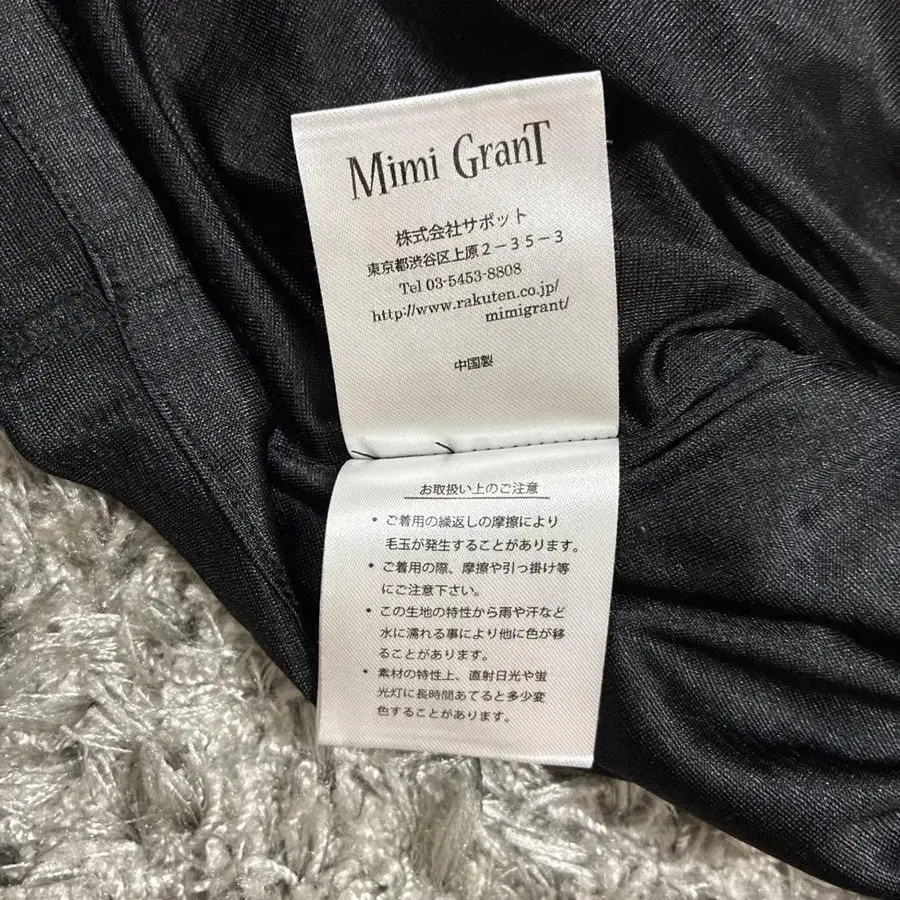 Mimi GranT
株式会社サポット
東京都渋谷区上原2－35－3
Tel 03-5453-8808
http://www.rakuten.co.jp/
mimigrant/
中国製
お取扱い上のご注意
・ご着用の繰返しの摩擦により
毛玉が発生することがあります。
・ご着用の際、摩擦や引っ掛け等
にご注意下さい。
・この生地の特性から雨や汗など
水に濡れる事により他に色が移
ることがあります。
・素材の特性上、直射日光や蛍
光灯に長時間あてると多少変
色することがあります。